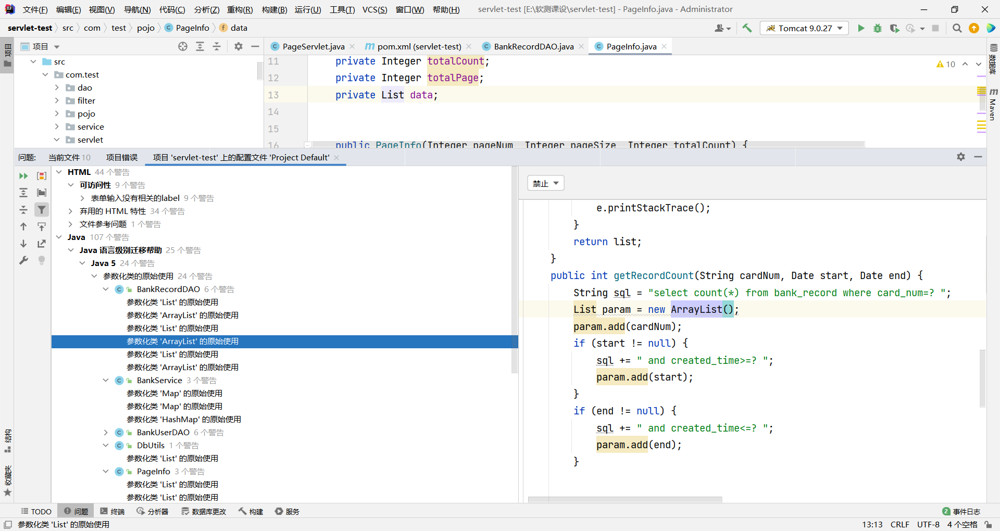 文件(F) 编辑(E) 视图(V) 导航(N) 代码(C) 分析(Z) 重构(R) 构建(B) 运行(U) 工具(T) VCS(S) 窗口(W) 帮助(H) servlet-test [E:\软测课设\servlet-test] - PageInfo.java - Administrator
servlet-test src com test pojo PageInfo data
Tomcat 9.0.27
项目
PageServlet.java
pom.xml (servlet-test)
BankRecordDAO.java
PageInfo.java
src
com.test
dao
filter
pojo
service
servlet
11 private Integer totalCount;
12 private Integer totalPage;
13 private List data;
14
15
16 public PageInfo(Integer pageNum, Integer pageSize, Integer totalCount) {
10
项目
数据库
Maven
问题: 当前文件 10 项目错误 项目 'servlet-test' 上的配置文件 'Project Default'
HTML 44 个警告
可访问性 9 个警告
表单输入没有相关的label 9 个警告
弃用的 HTML 特性 34 个警告
文件参考问题 1 个警告
Java 107 个警告
Java 语言级别迁移帮助 25 个警告
Java 5 24 个警告
参数化类的原始使用 24 个警告
BankRecordDAO 6 个警告
参数化类 'List' 的原始使用
参数化类 'ArrayList' 的原始使用
参数化类 'List' 的原始使用
参数化类 'ArrayList' 的原始使用
参数化类 'List' 的原始使用
参数化类 'ArrayList' 的原始使用
BankService 3 个警告
参数化类 'Map' 的原始使用
参数化类 'Map' 的原始使用
参数化类 'HashMap' 的原始使用
BankUserDAO 6 个警告
DbUtils 1 个警告
参数化类 'List' 的原始使用
PageInfo 3 个警告
参数化类 'List' 的原始使用
参数化类 'List' 的原始使用
禁止
e.printStackTrace();
}
return list;
}
public int getRecordCount(String cardNum, Date start, Date end) {
String sql = "select count(*) from bank_record where card_num=? ";
List param = new ArrayList();
param.add(cardNum);
if (start != null) {
sql += " and created_time>=? ";
param.add(start);
}
if (end != null) {
sql += " and created_time<=? ";
param.add(end);
}
结构
收藏夹
TODO 问题 终端 分析器 数据库更改 构建 服务 2 事件日志
参数化类 'List' 的原始使用 13:13 CRLF UTF-8 4 个空格